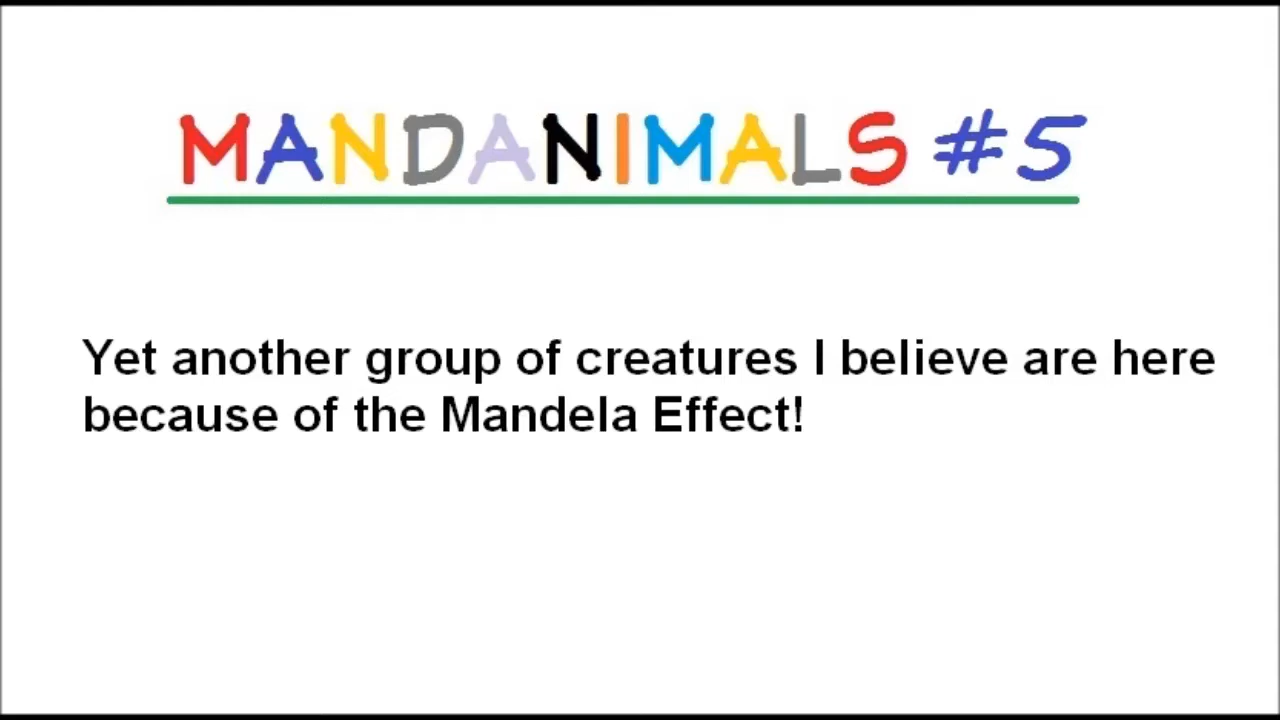 MANDANIMALS #5
Yet another group of creatures I believe are here
because of the Mandela Effect!